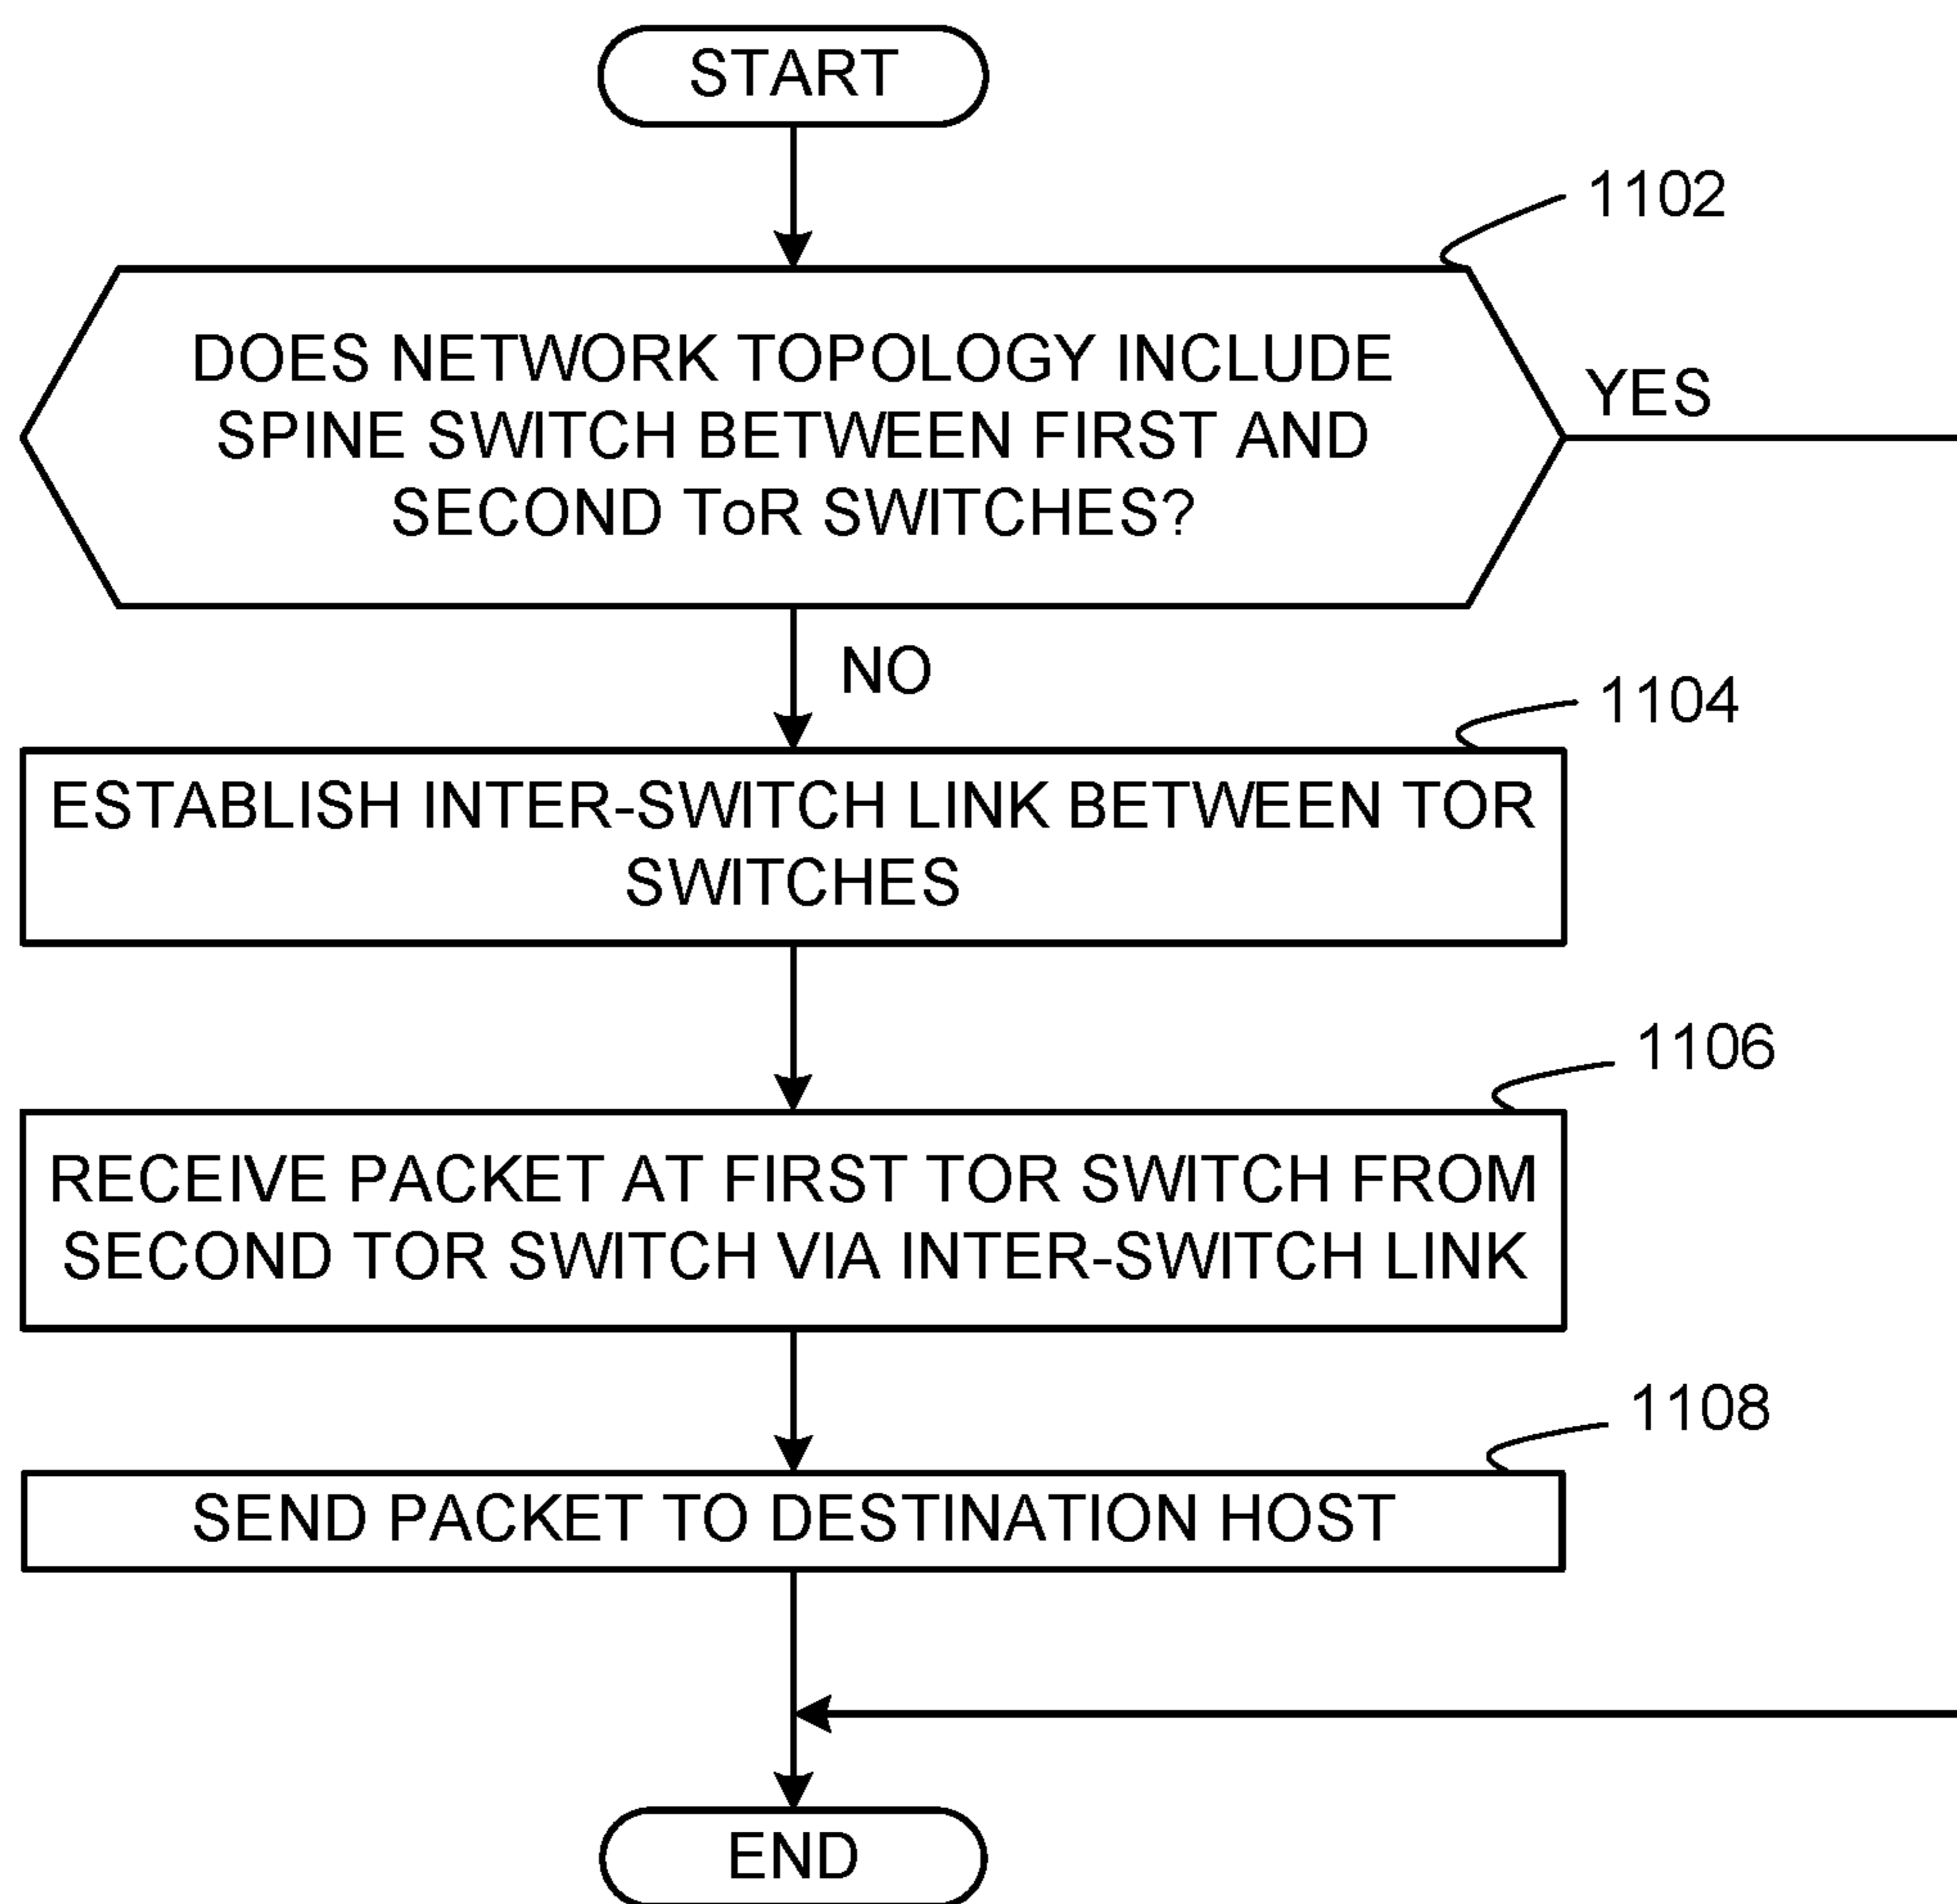 START
1102
DOES NETWORK TOPOLOGY INCLUDE
SPINE SWITCH BETWEEN FIRST AND
SECOND ToR SWITCHES?
YES
NO
1104
ESTABLISH INTER-SWITCH LINK BETWEEN TOR
SWITCHES
1106
RECEIVE PACKET AT FIRST TOR SWITCH FROM
SECOND TOR SWITCH VIA INTER-SWITCH LINK
1108
SEND PACKET TO DESTINATION HOST
END